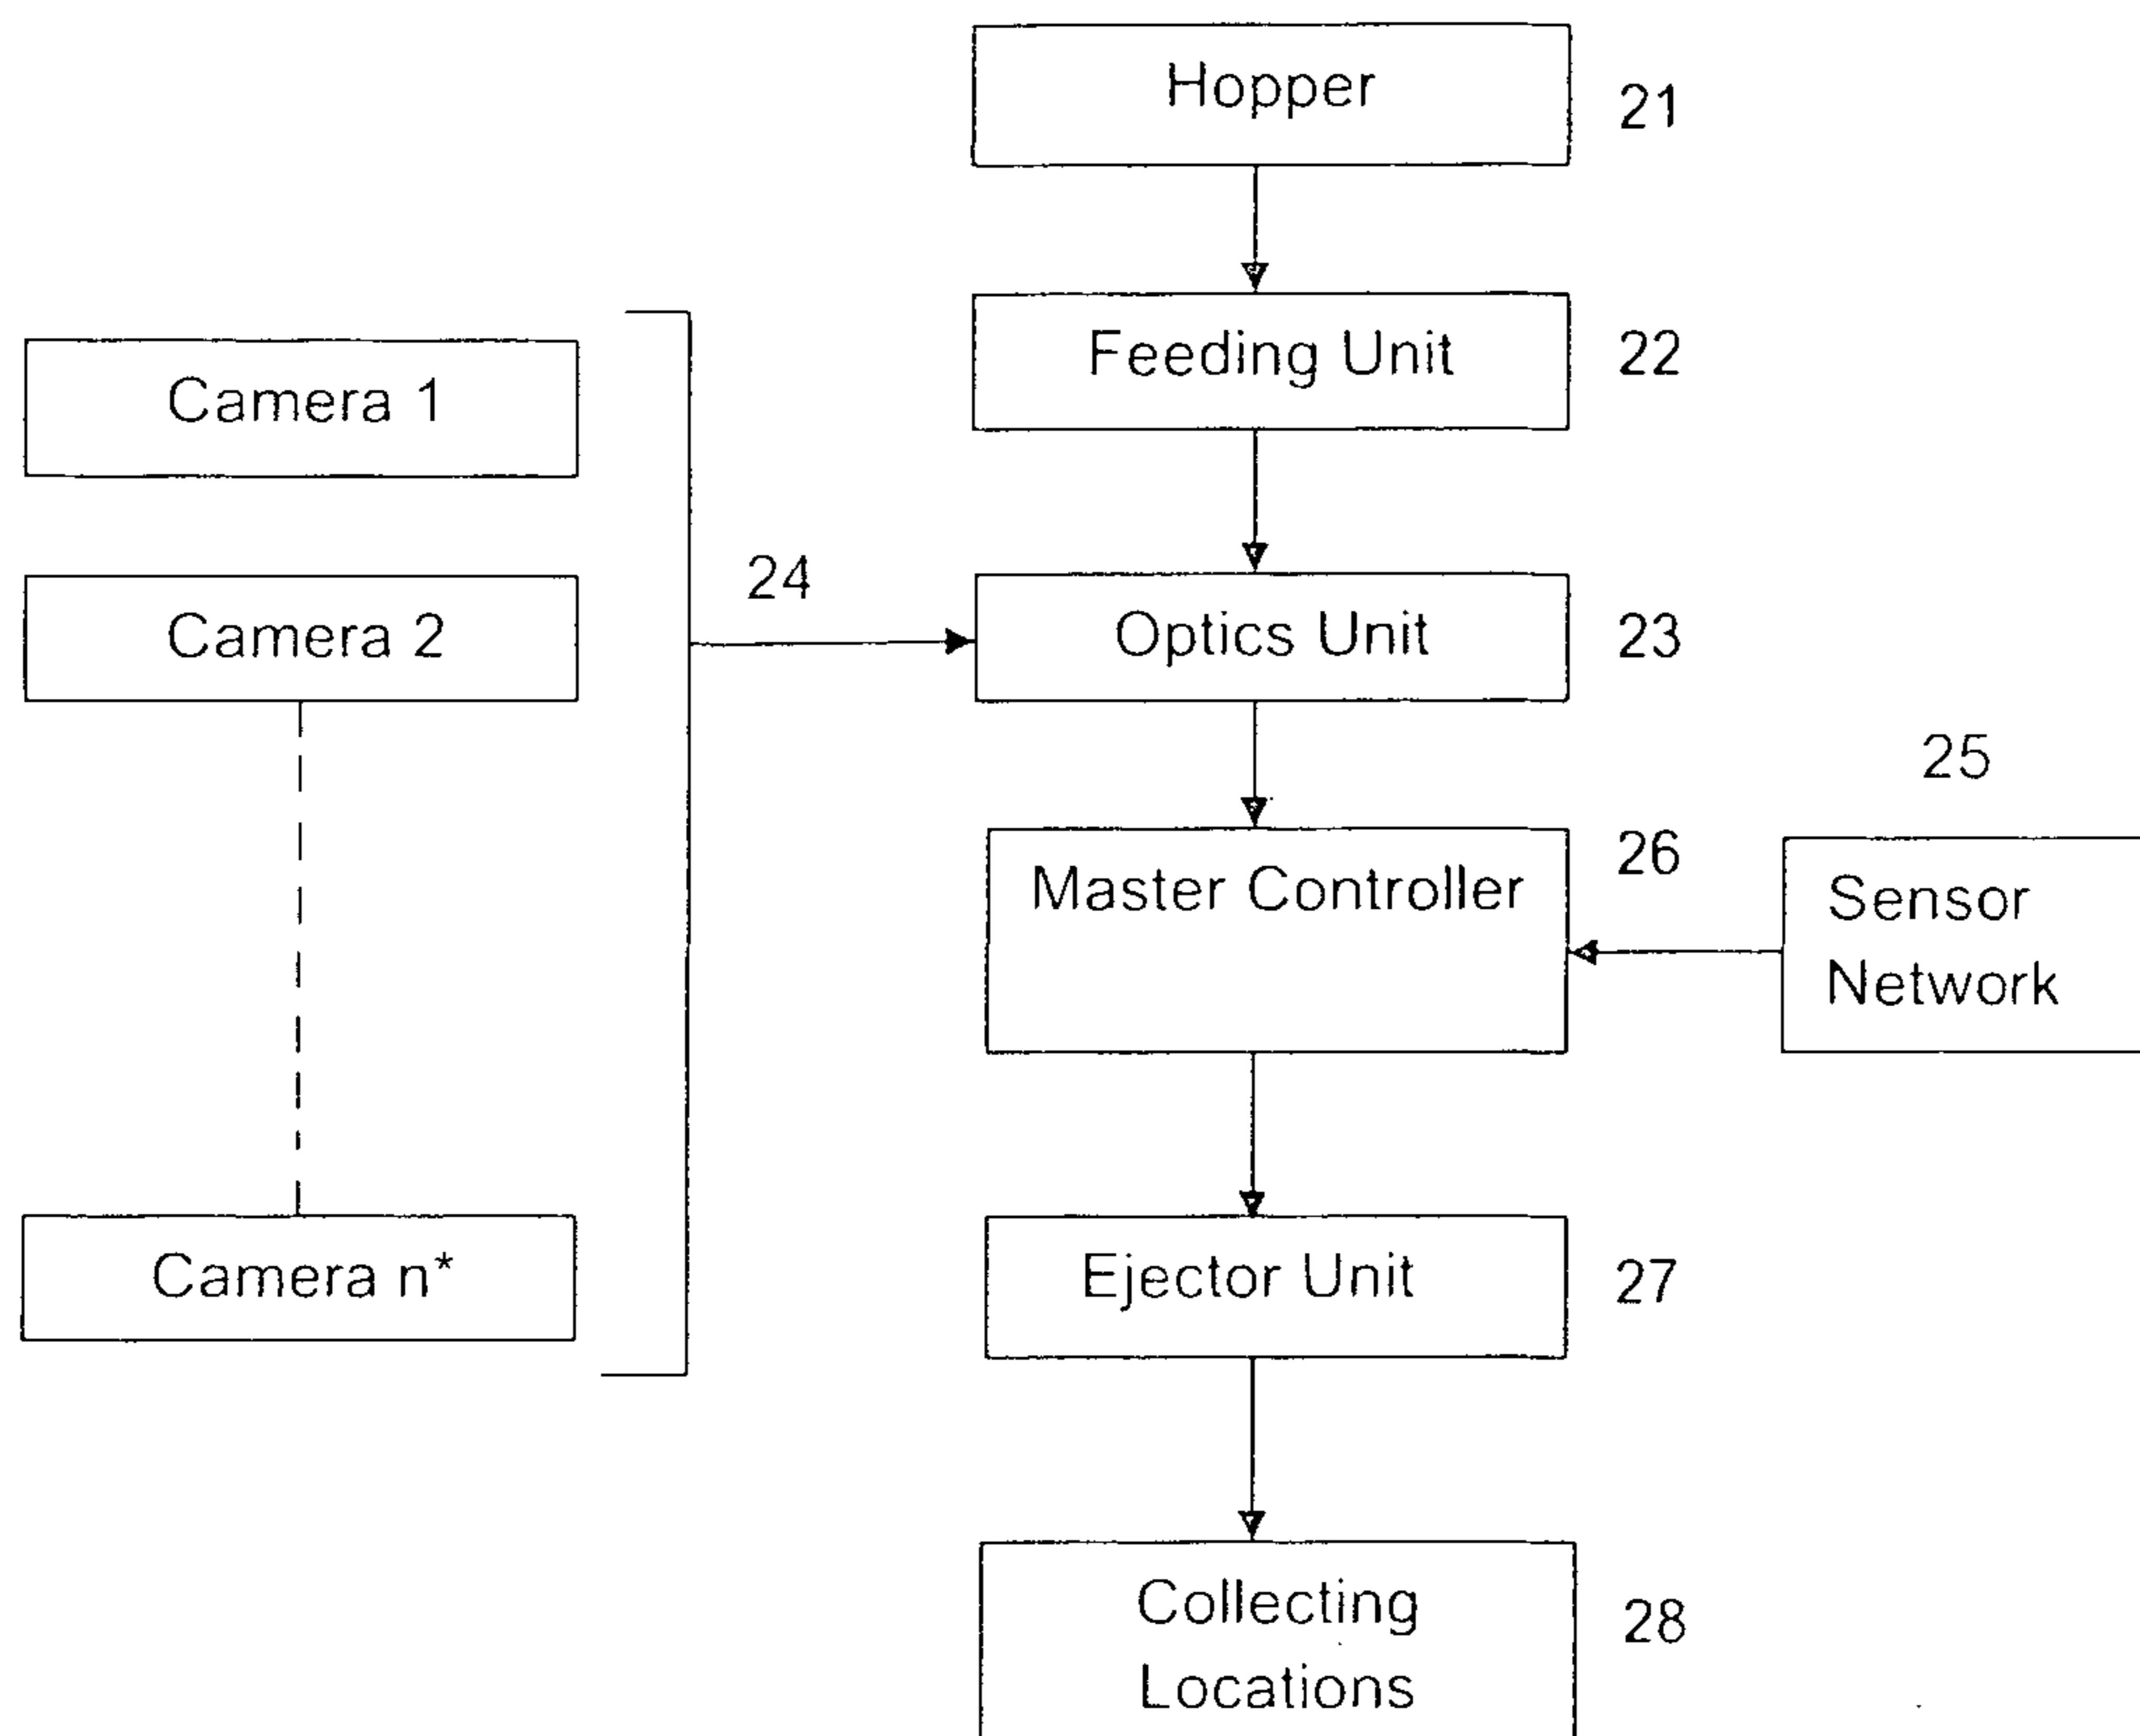 Hopper
21
Feeding Unit
22
Camera 1
24
Camera 2
Optics Unit
23
25
26
Master Controller
Sensor
Network
Camera n*
Ejector Unit
27
Collecting
Locations
28